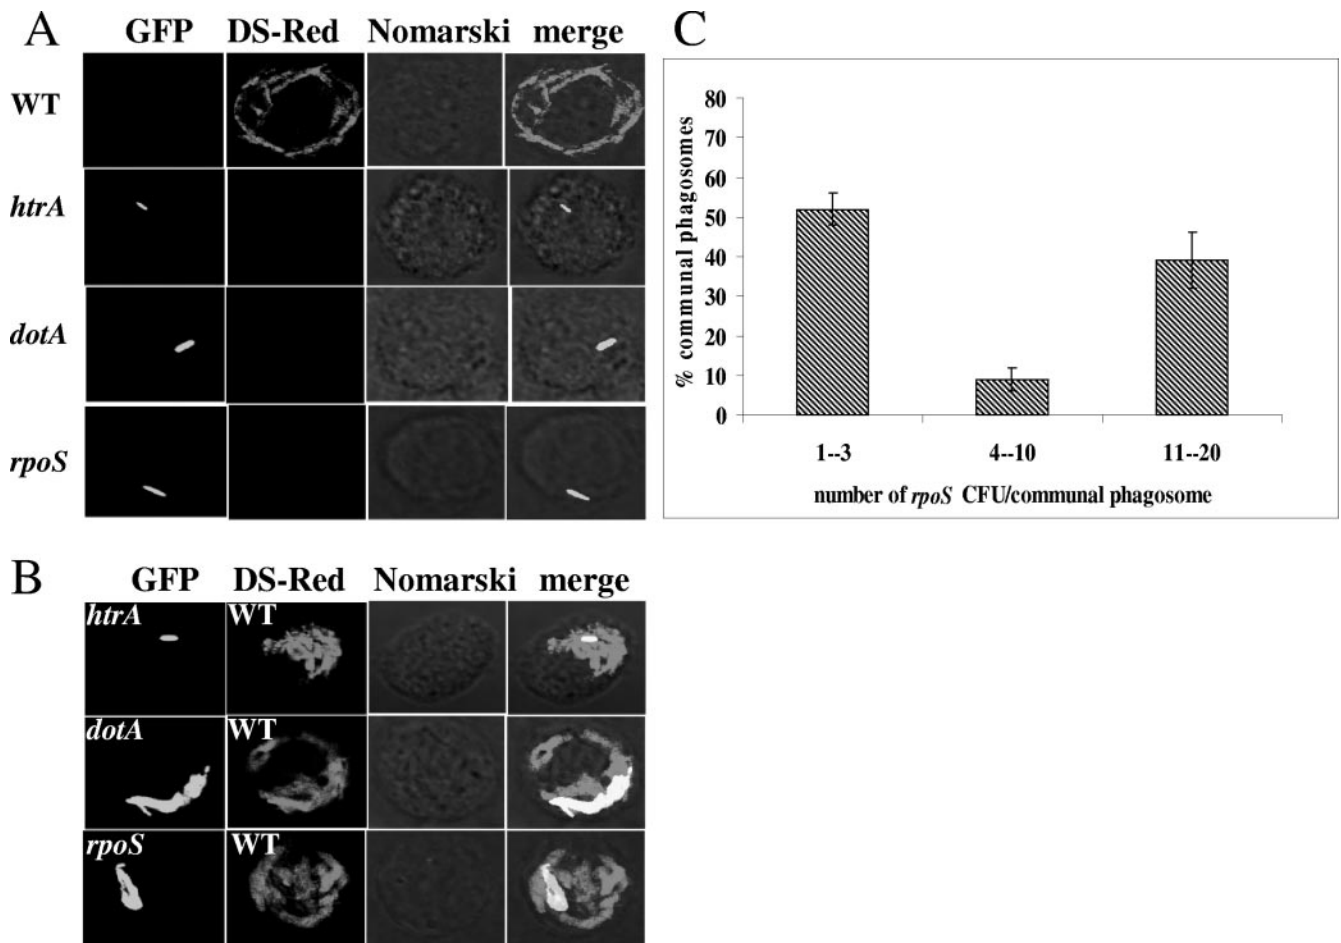 A
GFP DS-Red Nomarski merge
WT
htrA
dotA
rpoS
B
GFP DS-Red Nomarski merge
htrA WT
dotA WT
rpoS WT
C
% communal phagosomes
80
70
60
50
40
30
20
10
0
1--3 4--10 11--20
number of rpoS CFU/communal phagosome